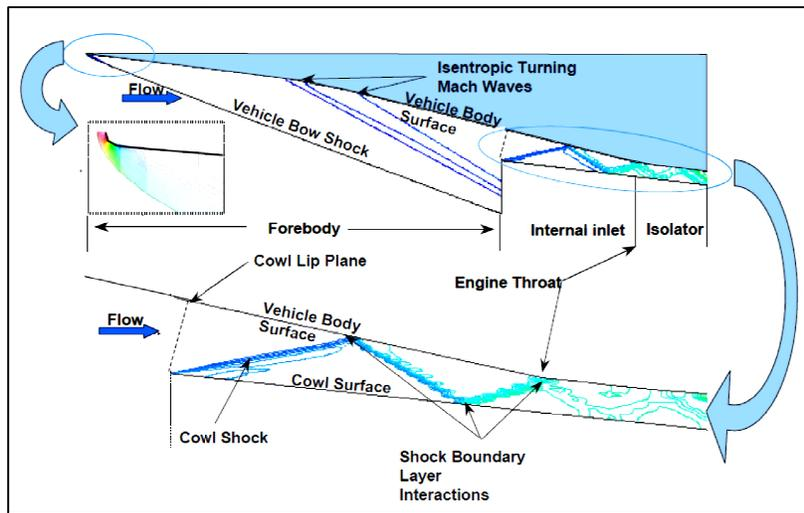 Isentropic Turning
Mach Waves
Flow
Vehicle Body
Surface
Vehicle Bow Shock
Forebody
Internal inlet
Isolator
Cowl Lip Plane
Engine Throat
Flow
Vehicle Body
Surface
Cowl Surface
Cowl Shock
Shock Boundary
Layer
Interactions